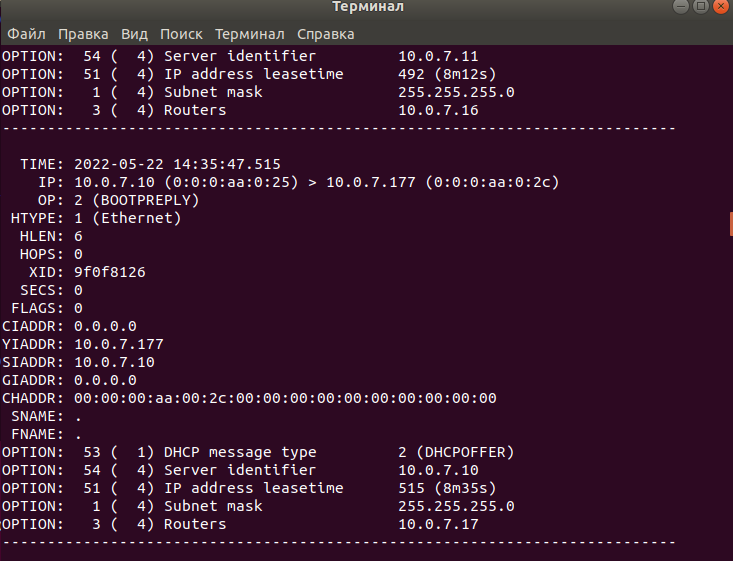 Терминал
Файл Правка Вид Поиск Терминал Справка
OPTION:  54 (  4) Server identifier         10.0.7.11
OPTION:  51 (  4) IP address leasetime      492 (8m12s)
OPTION:   1 (  4) Subnet mask               255.255.255.0
OPTION:   3 (  4) Routers                   10.0.7.16
---------------------------------------------------------------------------
  TIME: 2022-05-22 14:35:47.515
    IP: 10.0.7.10 (0:0:0:aa:0:25) > 10.0.7.177 (0:0:0:aa:0:2c)
    OP: 2 (BOOTPREPLY)
 HTYPE: 1 (Ethernet)
  HLEN: 6
  HOPS: 0
   XID: 9f0f8126
  SECS: 0
 FLAGS: 0
CIADDR: 0.0.0.0
YIADDR: 10.0.7.177
SIADDR: 10.0.7.10
GIADDR: 0.0.0.0
CHADDR: 00:00:00:aa:00:2c:00:00:00:00:00:00:00:00:00:00
 SNAME: .
 FNAME: .
OPTION:  53 (  1) DHCP message type         2 (DHCPOFFER)
OPTION:  54 (  4) Server identifier         10.0.7.10
OPTION:  51 (  4) IP address leasetime      515 (8m35s)
OPTION:   1 (  4) Subnet mask               255.255.255.0
OPTION:   3 (  4) Routers                   10.0.7.17
---------------------------------------------------------------------------